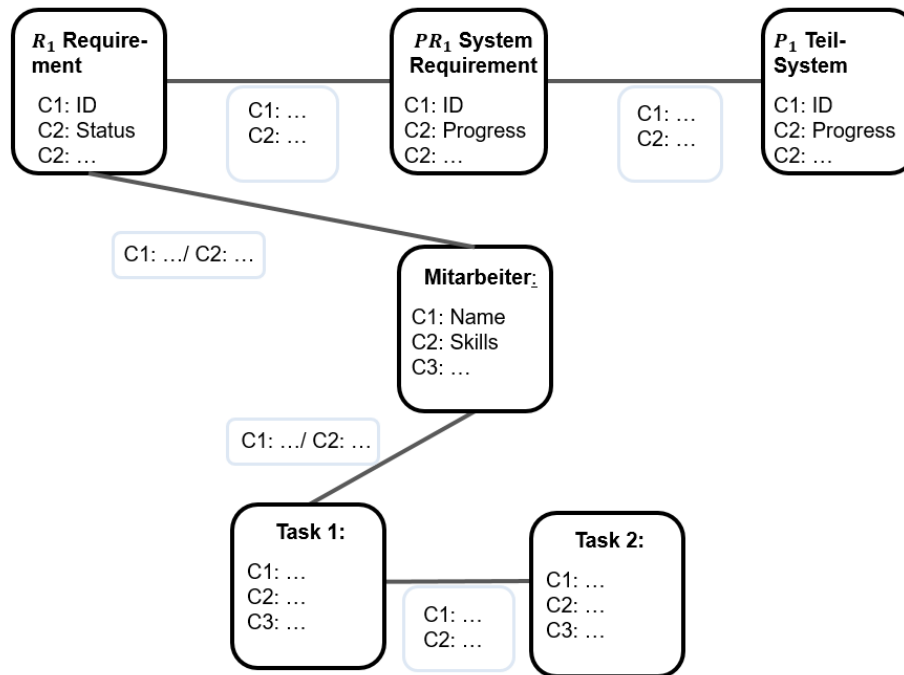 R₁ Require-
ment
C1: ID
C2: Status
C2: …
C1: …
C2: …
PR₁ System
Requirement
C1: ID
C2: Progress
C2: …
C1: …
C2: …
P₁ Teil-
System
C1: ID
C2: Progress
C2: …
C1: …/ C2: …
Mitarbeiter:
C1: Name
C2: Skills
C3: …
C1: …/ C2: …
Task 1:
C1: …
C2: …
C3: …
C1: …
C2: …
Task 2:
C1: …
C2: …
C3: …